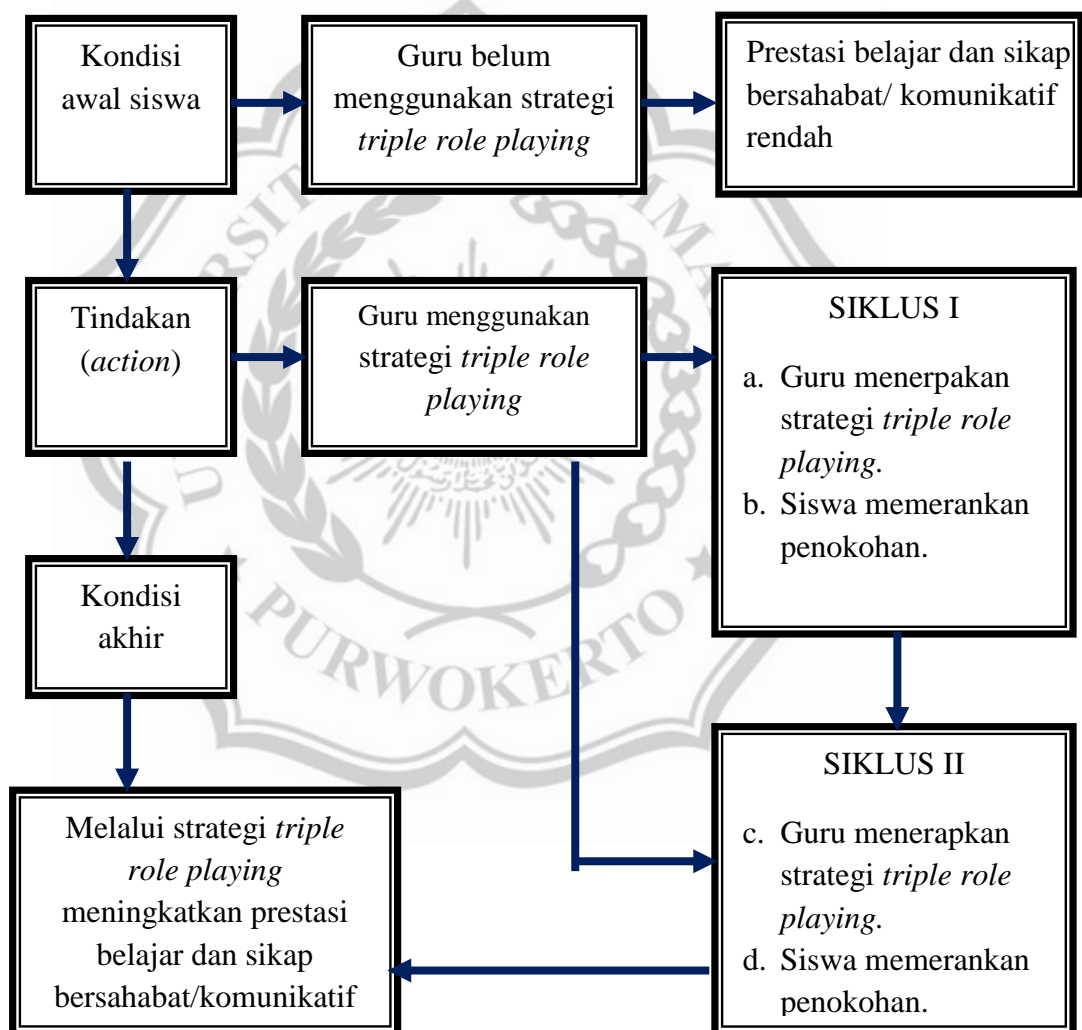 Kondisi
awal siswa
Guru belum
menggunakan strategi
triple role playing
Prestasi belajar dan sikap
bersahabat/ komunikatif
rendah
Tindakan
(action)
Guru menggunakan
strategi triple role
playing
SIKLUS I
a. Guru menerpakan
strategi triple role
playing.
b. Siswa memerankan
penokohan.
Kondisi
akhir
SIKLUS II
c. Guru menerapkan
strategi triple role
playing.
d. Siswa memerankan
penokohan.
Melalui strategi triple
role playing
meningkatkan prestasi
belajar dan sikap
bersahabat/komunikatif
PURWOKERTO